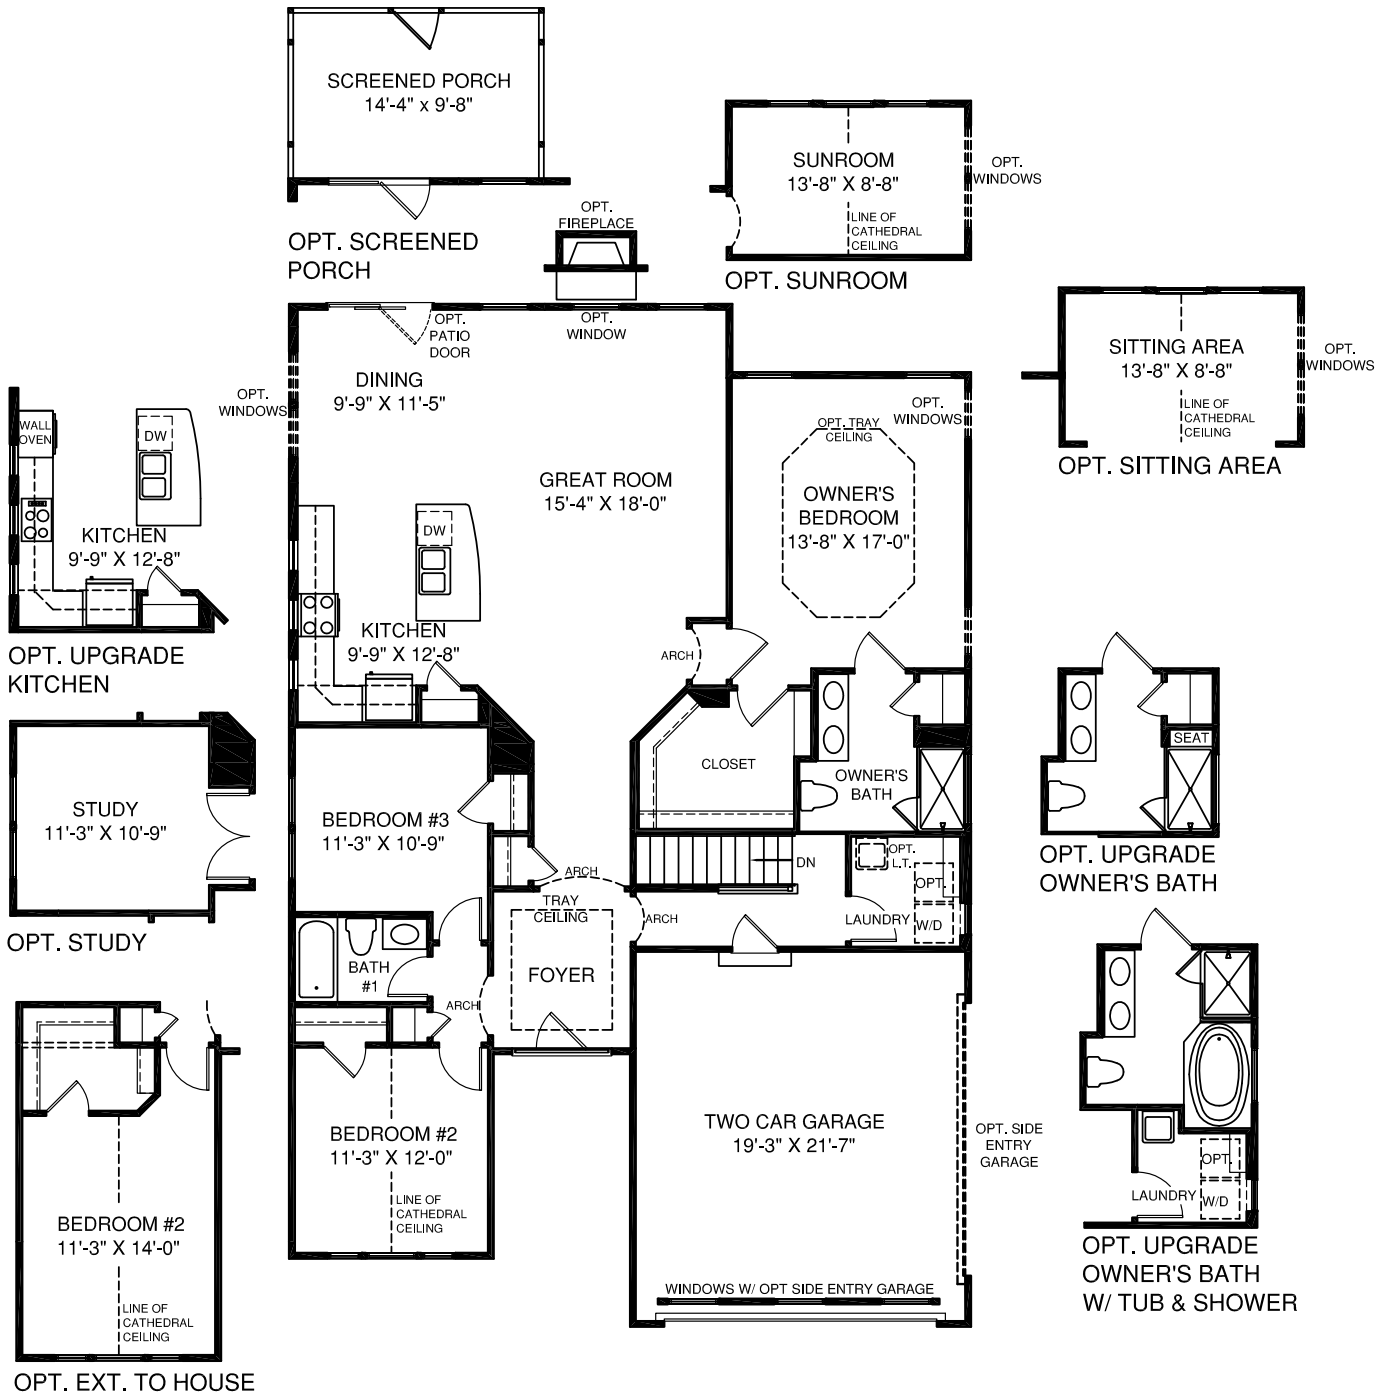 SCREENED PORCH
14'-4" x 9'-8"
OPT. SCREENED
PORCH
OPT.
FIREPLACE
SUNROOM
13'-8" X 8'-8"
LINE OF
CATHEDRAL
CEILING
OPT.
WINDOWS
OPT. SUNROOM
SITTING AREA
13'-8" X 8'-8"
LINE OF
CATHEDRAL
CEILING
OPT.
WINDOWS
OPT. SITTING AREA
OPT.
PATIO
DOOR
OPT.
WINDOW
DINING
9'-9" X 11'-5"
OPT.
WINDOWS
GREAT ROOM
15'-4" X 18'-0"
OPT.
WINDOWS
OPT. TRAY
CEILING
OWNER'S
BEDROOM
13'-8" X 17'-0"
WALL
OVEN
DW
KITCHEN
9'-9" X 12'-8"
OPT. UPGRADE
KITCHEN
DW
KITCHEN
9'-9" X 12'-8"
ARCH
CLOSET
OWNER'S
BATH
SEAT
OPT. UPGRADE
OWNER'S BATH
STUDY
11'-3" X 10'-9"
OPT. STUDY
BEDROOM #3
11'-3" X 10'-9"
ARCH
TRAY
CEILING
ARCH
FOYER
DN
OPT.
L.T.
OPT.
W/D
LAUNDRY
BATH
#1
ARCH
BEDROOM #2
11'-3" X 12'-0"
LINE OF
CATHEDRAL
CEILING
TWO CAR GARAGE
19'-3" X 21'-7"
OPT. SIDE
ENTRY
GARAGE
WINDOWS W/ OPT SIDE ENTRY GARAGE
OPT.
LAUNDRY
W/D
OPT. UPGRADE
OWNER'S BATH
W/ TUB & SHOWER
BEDROOM #2
11'-3" X 14'-0"
LINE OF
CATHEDRAL
CEILING
OPT. EXT. TO HOUSE